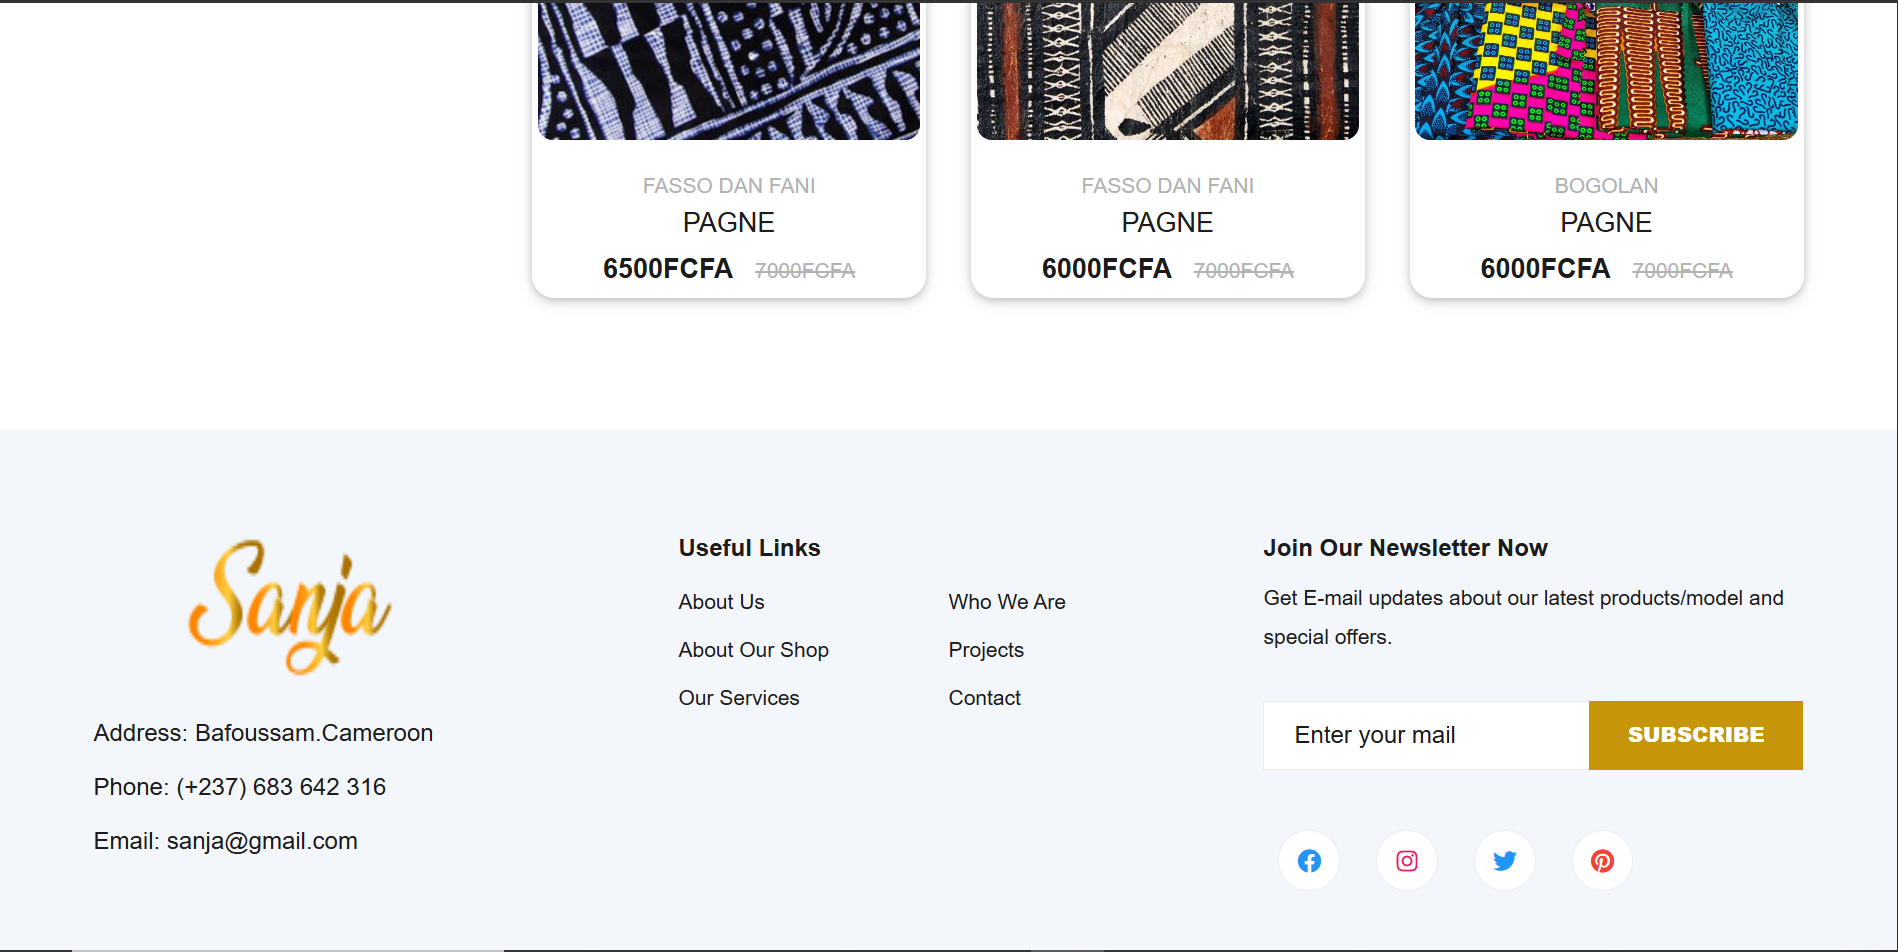 FASSO DAN FANI
PAGNE
6500FCFA 7000FCFA
FASSO DAN FANI
PAGNE
6000FCFA 7000FCFA
BOGOLAN
PAGNE
6000FCFA 7000FCFA
Sanja
Address: Bafoussam.Cameroon
Phone: (+237) 683 642 316
Email: sanja@gmail.com
Useful Links
About Us
About Our Shop
Our Services
Who We Are
Projects
Contact
Join Our Newsletter Now
Get E-mail updates about our latest products/model and
special offers.
Enter your mail
SUBSCRIBE